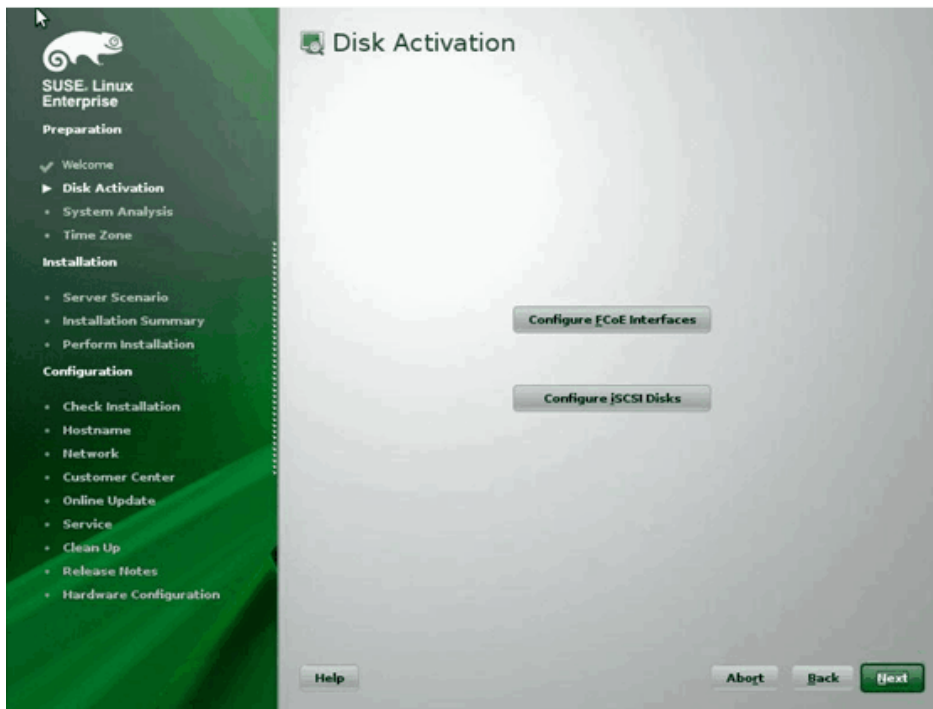 SUSE. Linux
Enterprise
Preparation
Welcome
Disk Activation
System Analysis
Time Zone
Installation
Server Scenario
Installation Summary
Perform Installation
Configuration
Check Installation
Hostname
Network
Customer Center
Online Update
Service
Clean Up
Release Notes
Hardware Configuration
Disk Activation
Configure FCoE Interfaces
Configure iSCSI Disks
Help
Abort
Back
Next